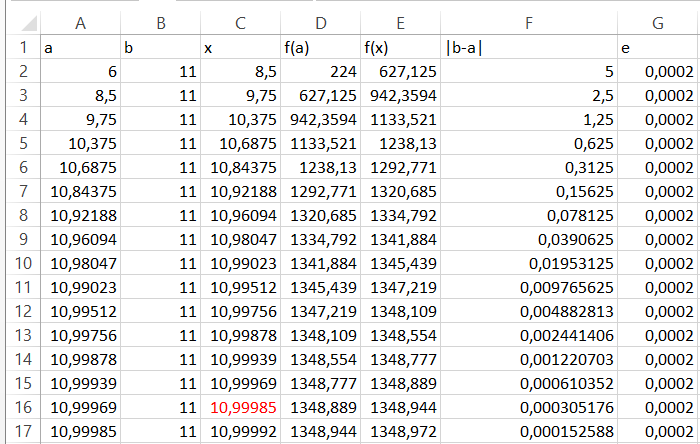 A B C D E F G
1 a b x f(a) f(x) |b-a| e
2 6 11 8,5 224 627,125 5 0,0002
3 8,5 11 9,75 627,125 942,3594 2,5 0,0002
4 9,75 11 10,375 942,3594 1133,521 1,25 0,0002
5 10,375 11 10,6875 1133,521 1238,13 0,625 0,0002
6 10,6875 11 10,84375 1238,13 1292,771 0,3125 0,0002
7 10,84375 11 10,92188 1292,771 1320,685 0,15625 0,0002
8 10,92188 11 10,96094 1320,685 1334,792 0,078125 0,0002
9 10,96094 11 10,98047 1334,792 1341,884 0,0390625 0,0002
10 10,98047 11 10,99023 1341,884 1345,439 0,01953125 0,0002
11 10,99023 11 10,99512 1345,439 1347,219 0,009765625 0,0002
12 10,99512 11 10,99756 1347,219 1348,109 0,004882813 0,0002
13 10,99756 11 10,99878 1348,109 1348,554 0,002441406 0,0002
14 10,99878 11 10,99939 1348,554 1348,777 0,001220703 0,0002
15 10,99939 11 10,99969 1348,777 1348,889 0,000610352 0,0002
16 10,99969 11 10,99985 1348,889 1348,944 0,000305176 0,0002
17 10,99985 11 10,99992 1348,944 1348,972 0,000152588 0,0002